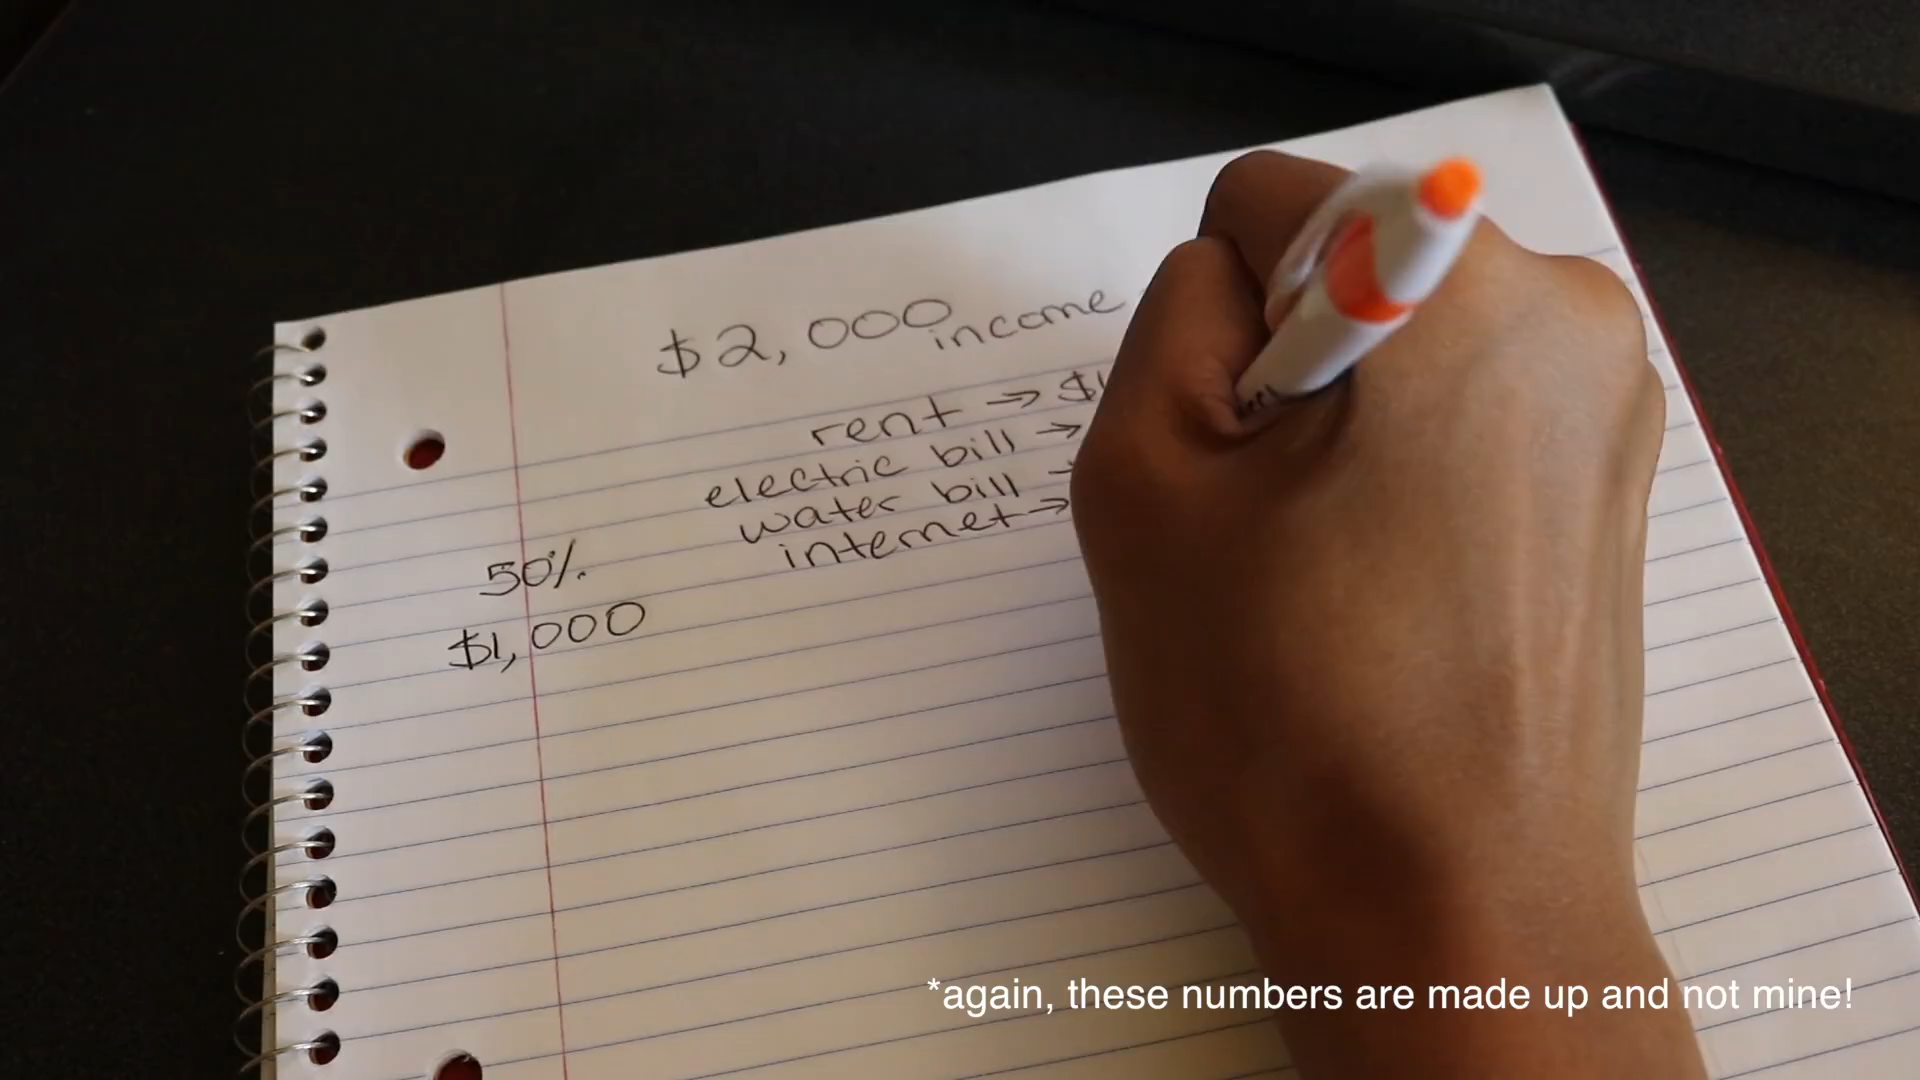 $2,000
income
rent → $1
electric bill →
water bill →
internet →
50%
$1,000
*again, these numbers are made up and not mine!